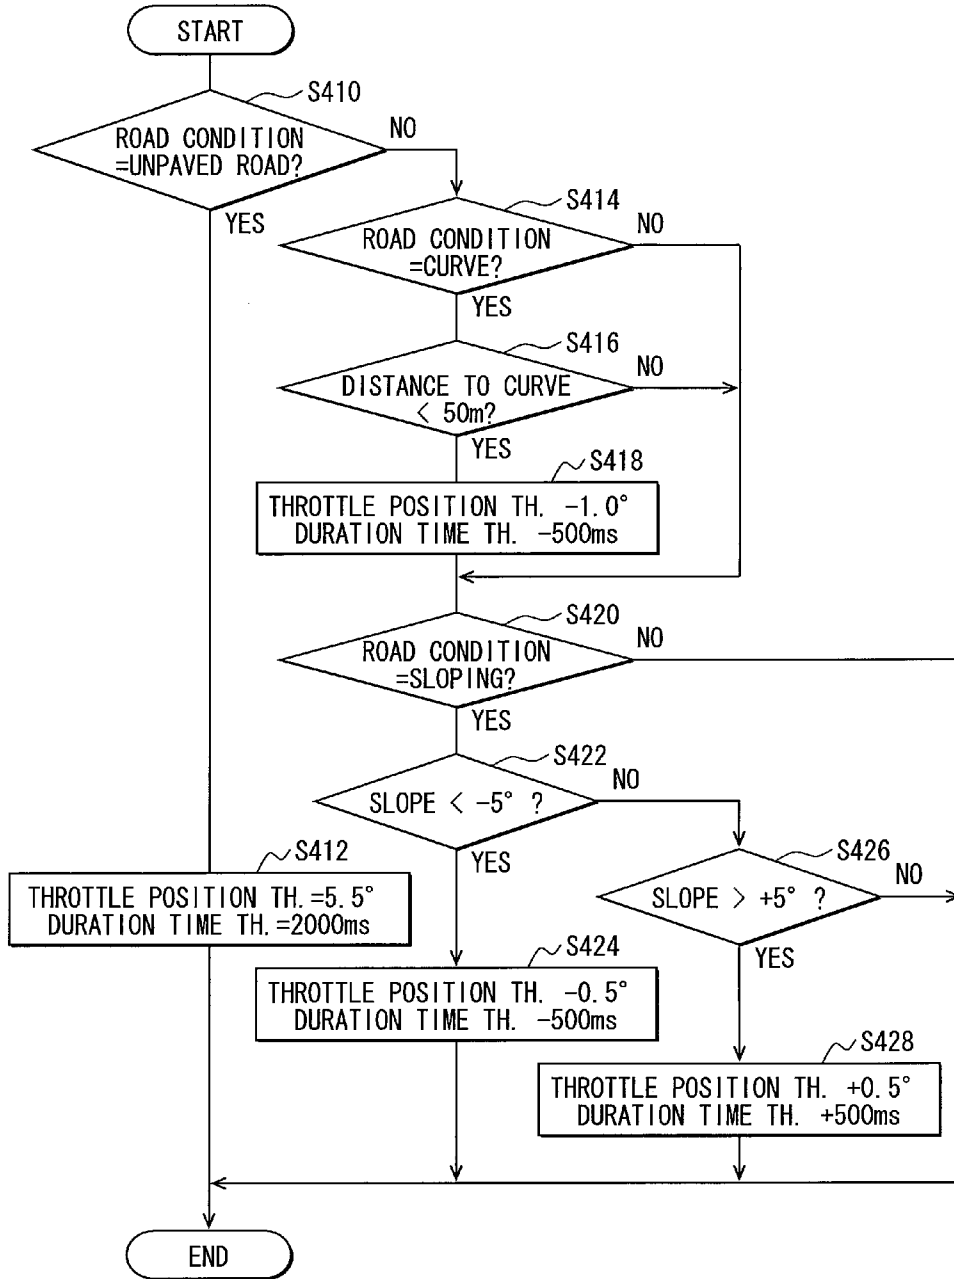 START
S410
ROAD CONDITION
=UNPAVED ROAD?
NO
YES
S414
ROAD CONDITION
=CURVE?
NO
YES
S416
DISTANCE TO CURVE
< 50m?
NO
YES
S418
THROTTLE POSITION TH. -1.0°
DURATION TIME TH. -500ms
S420
ROAD CONDITION
=SLOPING?
NO
YES
S422
SLOPE < -5° ?
NO
YES
S412
THROTTLE POSITION TH.=5.5°
DURATION TIME TH.=2000ms
S426
SLOPE > +5° ?
NO
YES
S424
THROTTLE POSITION TH. -0.5°
DURATION TIME TH. -500ms
S428
THROTTLE POSITION TH. +0.5°
DURATION TIME TH. +500ms
END